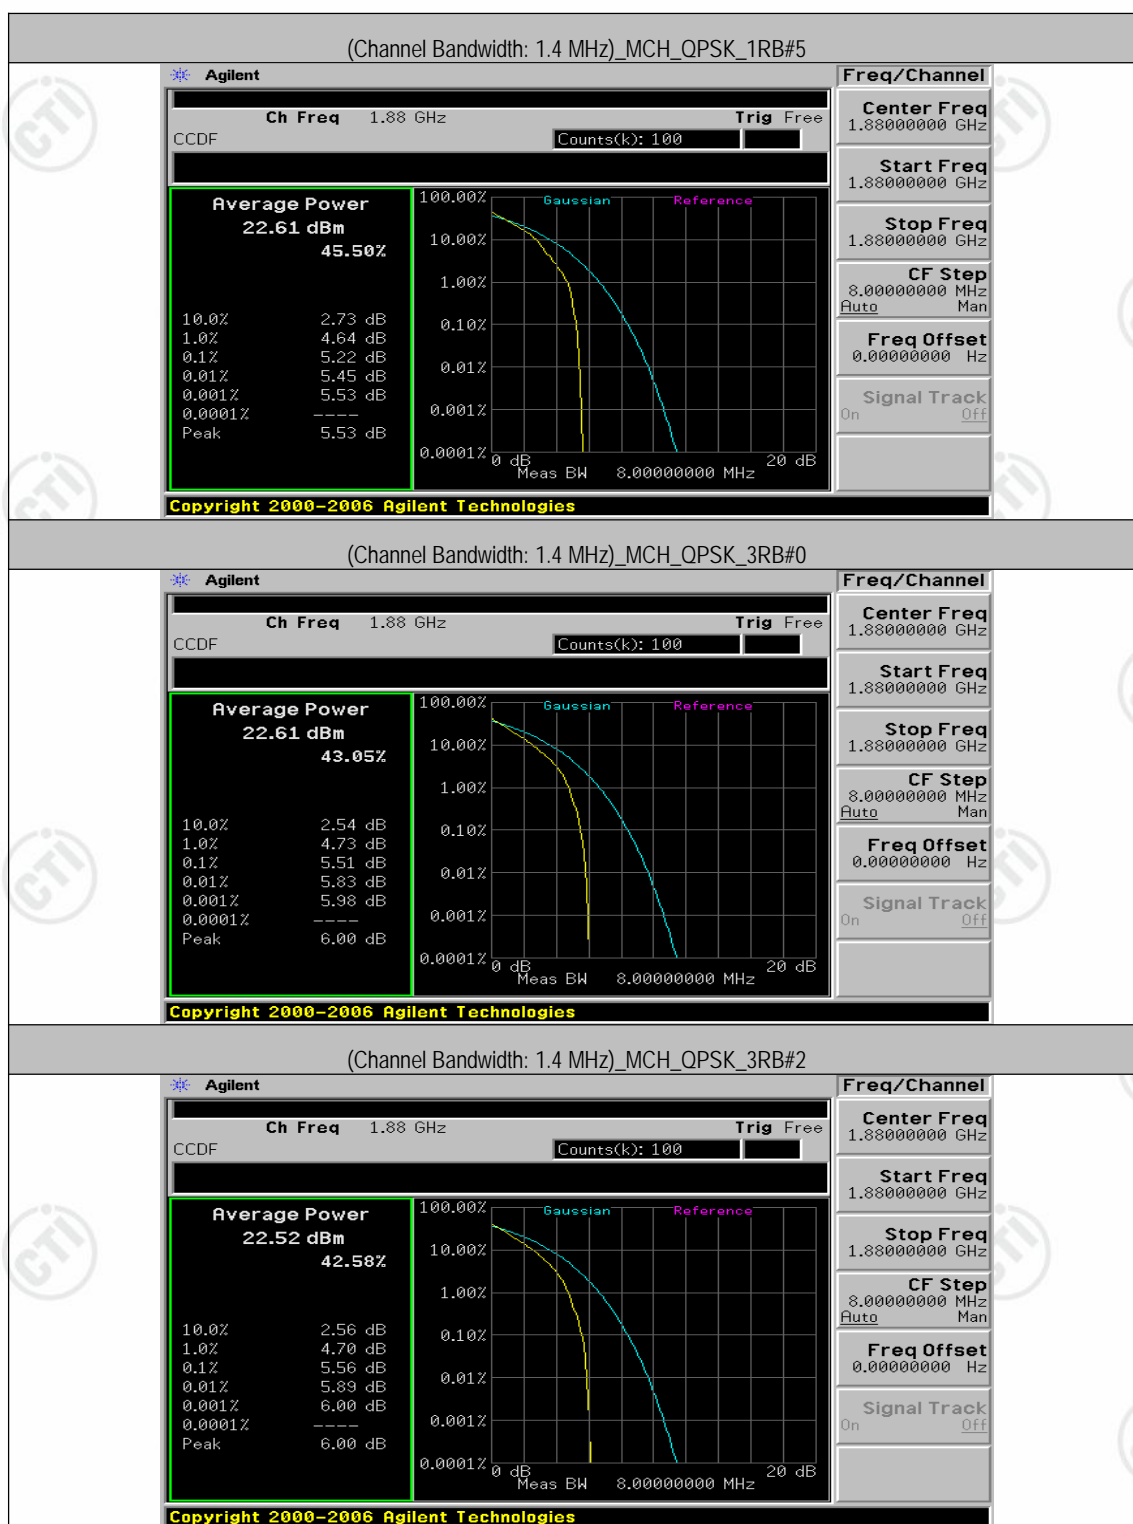 (Channel Bandwidth: 1.4 MHz)_MCH_QPSK_1RB#5
Agilent
Freq/Channel
Ch Freq 1.88 GHz
Trig Free
CCDF
Counts(k): 100
Average Power
22.61 dBm
45.50%
10.0% 2.73 dB
1.0% 4.64 dB
0.1% 5.22 dB
0.01% 5.45 dB
0.001% 5.53 dB
0.0001% ----
Peak 5.53 dB
Gaussian
Reference
100.00%
10.00%
1.00%
0.10%
0.01%
0.001%
0.0001%
0 dB
20 dB
Meas BW 8.00000000 MHz
Center Freq
1.88000000 GHz
Start Freq
1.88000000 GHz
Stop Freq
1.88000000 GHz
CF Step
8.00000000 MHz
Auto Man
Freq Offset
0.00000000 Hz
Signal Track
On Off
Copyright 2000-2006 Agilent Technologies
(Channel Bandwidth: 1.4 MHz)_MCH_QPSK_3RB#0
Agilent
Freq/Channel
Ch Freq 1.88 GHz
Trig Free
CCDF
Counts(k): 100
Average Power
22.61 dBm
43.05%
10.0% 2.54 dB
1.0% 4.73 dB
0.1% 5.51 dB
0.01% 5.83 dB
0.001% 5.98 dB
0.0001% ----
Peak 6.00 dB
Gaussian
Reference
100.00%
10.00%
1.00%
0.10%
0.01%
0.001%
0.0001%
0 dB
20 dB
Meas BW 8.00000000 MHz
Center Freq
1.88000000 GHz
Start Freq
1.88000000 GHz
Stop Freq
1.88000000 GHz
CF Step
8.00000000 MHz
Auto Man
Freq Offset
0.00000000 Hz
Signal Track
On Off
Copyright 2000-2006 Agilent Technologies
(Channel Bandwidth: 1.4 MHz)_MCH_QPSK_3RB#2
Agilent
Freq/Channel
Ch Freq 1.88 GHz
Trig Free
CCDF
Counts(k): 100
Average Power
22.52 dBm
42.58%
10.0% 2.56 dB
1.0% 4.70 dB
0.1% 5.56 dB
0.01% 5.89 dB
0.001% 6.00 dB
0.0001% ----
Peak 6.00 dB
Gaussian
Reference
100.00%
10.00%
1.00%
0.10%
0.01%
0.001%
0.0001%
0 dB
20 dB
Meas BW 8.00000000 MHz
Center Freq
1.88000000 GHz
Start Freq
1.88000000 GHz
Stop Freq
1.88000000 GHz
CF Step
8.00000000 MHz
Auto Man
Freq Offset
0.00000000 Hz
Signal Track
On Off
Copyright 2000-2006 Agilent Technologies
CTI
CTI
CTI
CTI
CTI
CTI
CTI
CTI